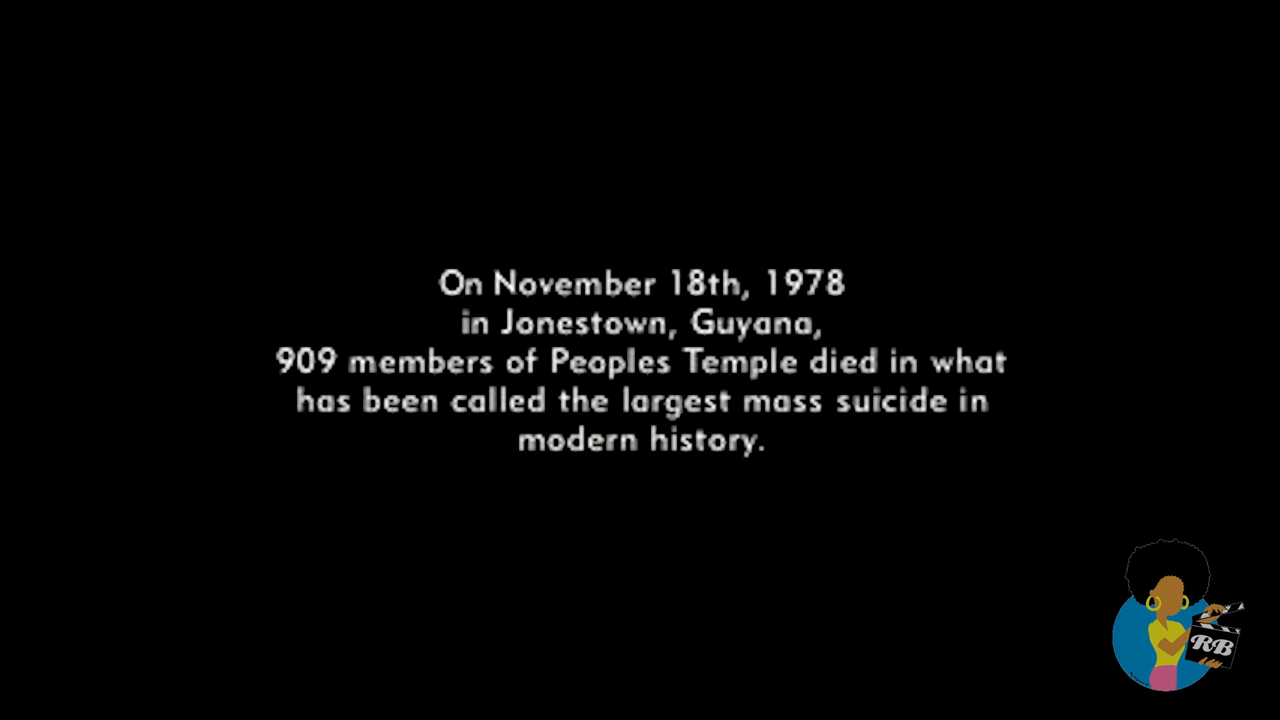 On November 18th, 1978
in Jonestown, Guyana,
909 members of Peoples Temple died in what
has been called the largest mass suicide in
modern history.
RB